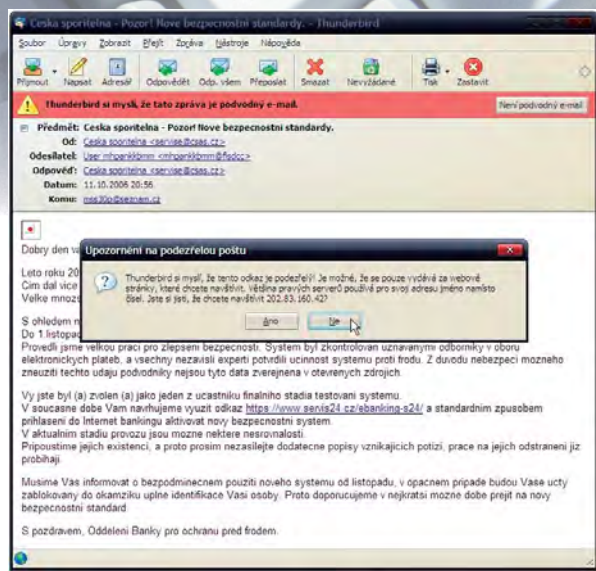 Ceska sporitelna - Pozor! Nove bezpecnostni standardy. - Thunderbird
Soubor Úpravy Zobrazit Přejít Zpráva Nástroje Nápověda
Přijmout Napsat Adresář Odpovědět Odp. všem Přeposlat Smazat Nevyžádané Tisk Zastavit
Thunderbird si myslí, že tato zpráva je podvodný e-mail. Není podvodný e-mail
Předmět: Ceska sporitelna - Pozor! Nove bezpecnostni standardy.
Od: Ceska sporitelna <servise@csas.cz>
Odesílatel: User
Odpověď: Ceska sporitelna <servise@csas.cz>
Datum: 11.10.2006 20:56
Komu:
Dobry den
Upozornění na podezřelou poštu
Leto roku 20
Cim dal vice
Velke mnozs
Thunderbird si myslí, že tento odkaz je podezřelý! Je možné, že se pouze vydává za webové
stránky, které chcete navštívit. Většina pravých serverů používá pro svoj adresu jméno namísto
čísel. Jste si jisti, že chcete navštívit 202.83.160.42?
Ano Ne
S ohledem n
Do 1 listopad
Provedli jsme velkou praci pro zlepseni bezpecnosti. System byl zkontrolovan uznavanymi odborniky v oboru
elektronickych plateb, a vsechny nezavisli experti potvrdili ucinnost systemu proti frodu. Z duvodu nebezpeci mozneho
zneuziti techto udaju podvodniky nejsou tyto data zverejnena v otevrenych zdrojich.
Vy jste byl (a) zvolen (a) jako jeden z ucastniku finalniho stadia testovani systemu.
V soucasne dobe Vam navrhujeme vyuzit odkaz https://www.servis24.cz/ebanking-s24/ a standardnim zpusobem
prihlaseni do Internet bankingu aktivovat novy bezpecnostni system.
V aktualnim stadiu provozu jsou mozne nektere nesrovnalosti.
Pripoustime jejich existenci, a proto prosim nezasilejte dodatecne popisy vznikajicich potizi, prace na jejich odstraneni jiz
probihaji.
Musime Vas informovat o bezpodminecnem pouziti noveho systemu od listopadu, v opacnem pripade budou Vase ucty
zablokovany do okamziku uplne identifikace Vasi osoby. Proto doporucujeme v nejkratsi mozne dobe prejit na novy
bezpecnostni standard.
S pozdravem, Oddeleni Banky pro ochranu pred frodem.